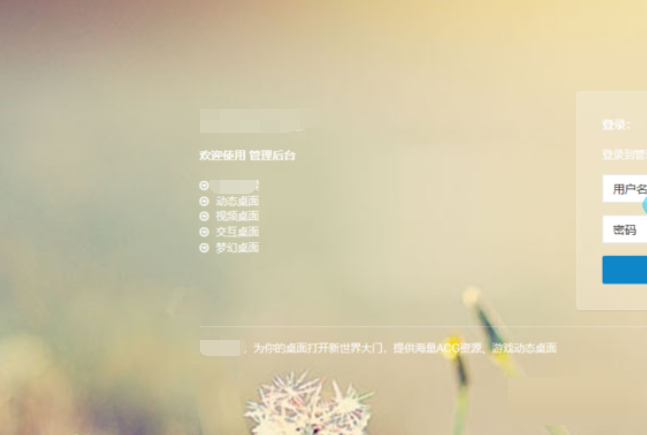 欢迎使用 管理后台
动态桌面
视频桌面
交互桌面
梦幻桌面
登录：
登录到管
用户名
密码
，为你的桌面打开新世界大门，提供海量ACG资源、游戏动态桌面